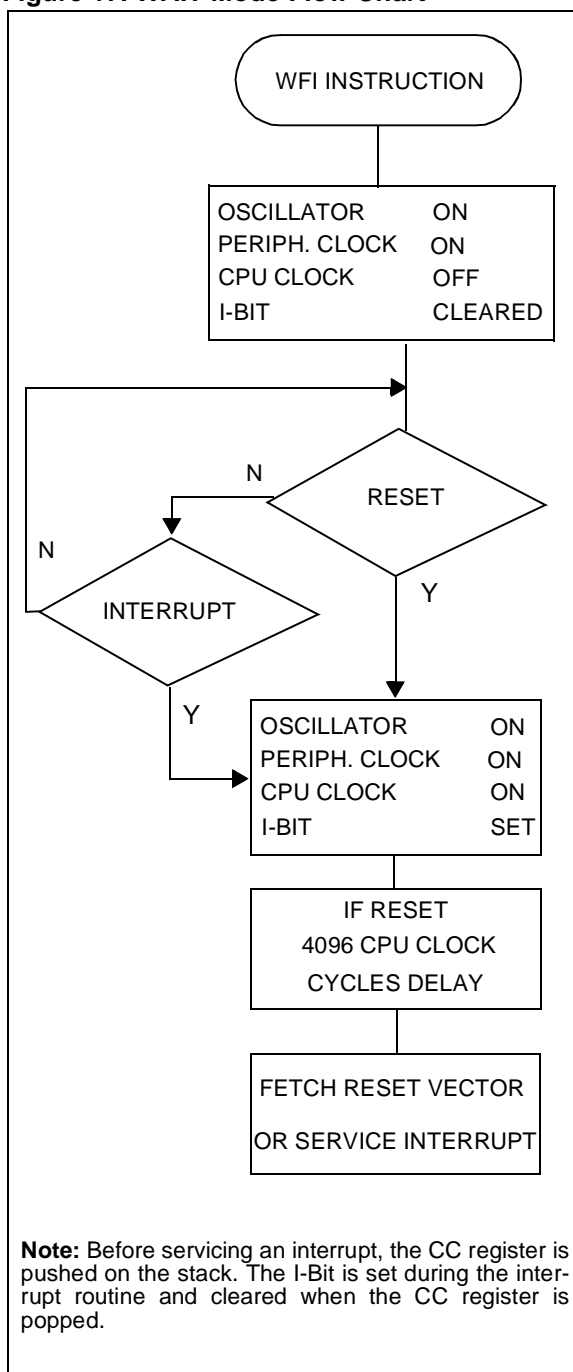 WFI INSTRUCTION
OSCILLATOR ON
PERIPH. CLOCK ON
CPU CLOCK OFF
I-BIT CLEARED
N
RESET
N
INTERRUPT
Y
Y
OSCILLATOR ON
PERIPH. CLOCK ON
CPU CLOCK ON
I-BIT SET
IF RESET
4096 CPU CLOCK
CYCLES DELAY
FETCH RESET VECTOR
OR SERVICE INTERRUPT
Note: Before servicing an interrupt, the CC register is
pushed on the stack. The I-Bit is set during the inter-
rupt routine and cleared when the CC register is
popped.